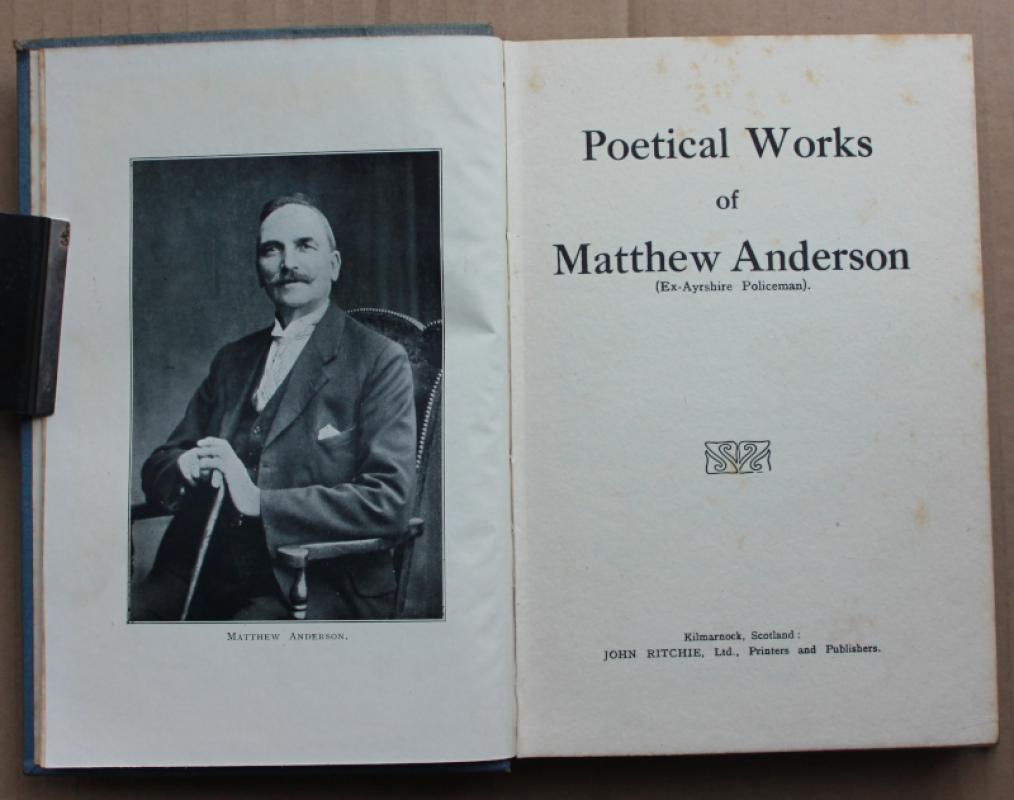 MATTHEW ANDERSON.
Poetical Works
of
Matthew Anderson
(Ex-Ayrshire Policeman).
Kilmarnock, Scotland:
JOHN RITCHIE, Ltd., Printers and Publishers.